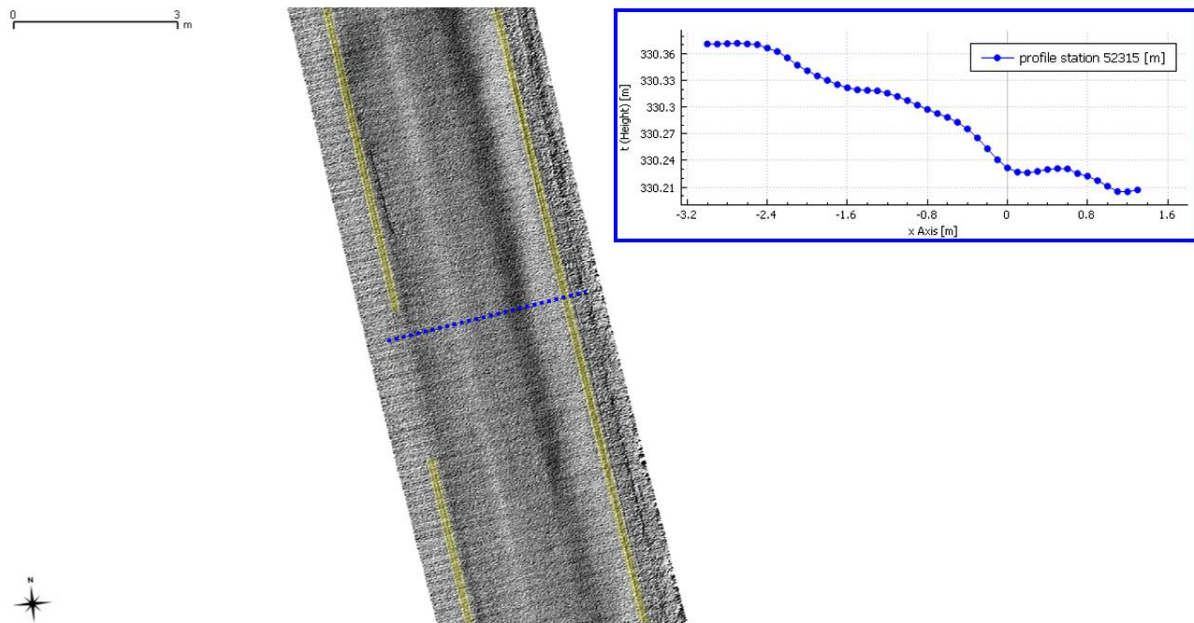 0 3
m
330.36
330.33
330.3
330.27
330.24
330.21
t (Height) [m]
profile station 52315 [m]
-3.2 -2.4 -1.6 -0.8 0 0.8 1.6
x Axis [m]
N